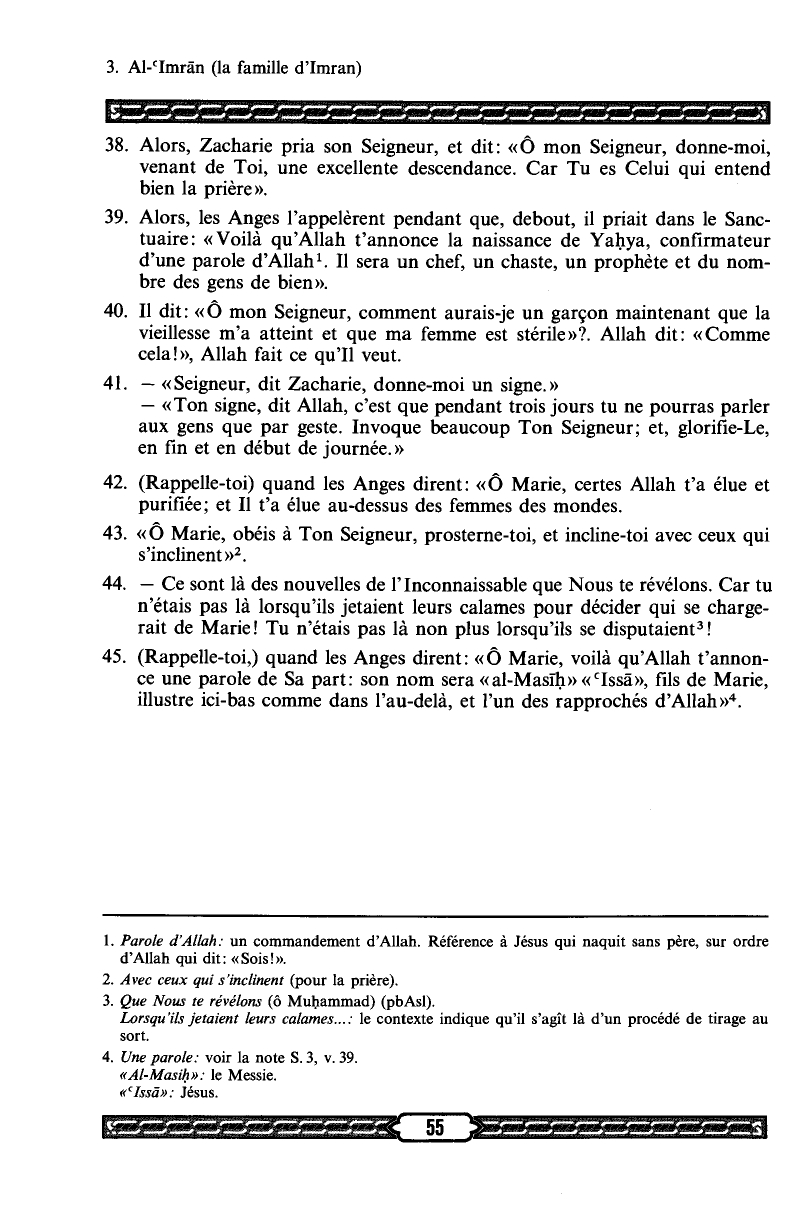 3. Al-ʿImrān (la famille d'Imran)
38. Alors, Zacharie pria son Seigneur, et dit: «Ô mon Seigneur, donne-moi,
venant de Toi, une excellente descendance. Car Tu es Celui qui entend
bien la prière».
39. Alors, les Anges l'appelèrent pendant que, debout, il priait dans le Sanc-
tuaire: «Voilà qu'Allah t'annonce la naissance de Yaḥya, confirmateur
d'une parole d'Allah¹. Il sera un chef, un chaste, un prophète et du nom-
bre des gens de bien».
40. Il dit: «Ô mon Seigneur, comment aurais-je un garçon maintenant que la
vieillesse m'a atteint et que ma femme est stérile»?. Allah dit: «Comme
cela!», Allah fait ce qu'Il veut.
41. — «Seigneur, dit Zacharie, donne-moi un signe.»
— «Ton signe, dit Allah, c'est que pendant trois jours tu ne pourras parler
aux gens que par geste. Invoque beaucoup Ton Seigneur; et, glorifie-Le,
en fin et en début de journée.»
42. (Rappelle-toi) quand les Anges dirent: «Ô Marie, certes Allah t'a élue et
purifiée; et Il t'a élue au-dessus des femmes des mondes.
43. «Ô Marie, obéis à Ton Seigneur, prosterne-toi, et incline-toi avec ceux qui
s'inclinent»².
44. — Ce sont là des nouvelles de l'Inconnaissable que Nous te révélons. Car tu
n'étais pas là lorsqu'ils jetaient leurs calames pour décider qui se charge-
rait de Marie! Tu n'étais pas là non plus lorsqu'ils se disputaient³!
45. (Rappelle-toi,) quand les Anges dirent: «Ô Marie, voilà qu'Allah t'annon-
ce une parole de Sa part: son nom sera «al-Masīḥ» «ʿIssā», fils de Marie,
illustre ici-bas comme dans l'au-delà, et l'un des rapprochés d'Allah»⁴.
1. Parole d'Allah: un commandement d'Allah. Référence à Jésus qui naquit sans père, sur ordre
d'Allah qui dit: «Sois!».
2. Avec ceux qui s'inclinent (pour la prière).
3. Que Nous te révélons (ô Muḥammad) (pbAsl).
Lorsqu'ils jetaient leurs calames...: le contexte indique qu'il s'agît là d'un procédé de tirage au
sort.
4. Une parole: voir la note S. 3, v. 39.
«Al-Masiḥ»: le Messie.
«ʿIssā»: Jésus.
55